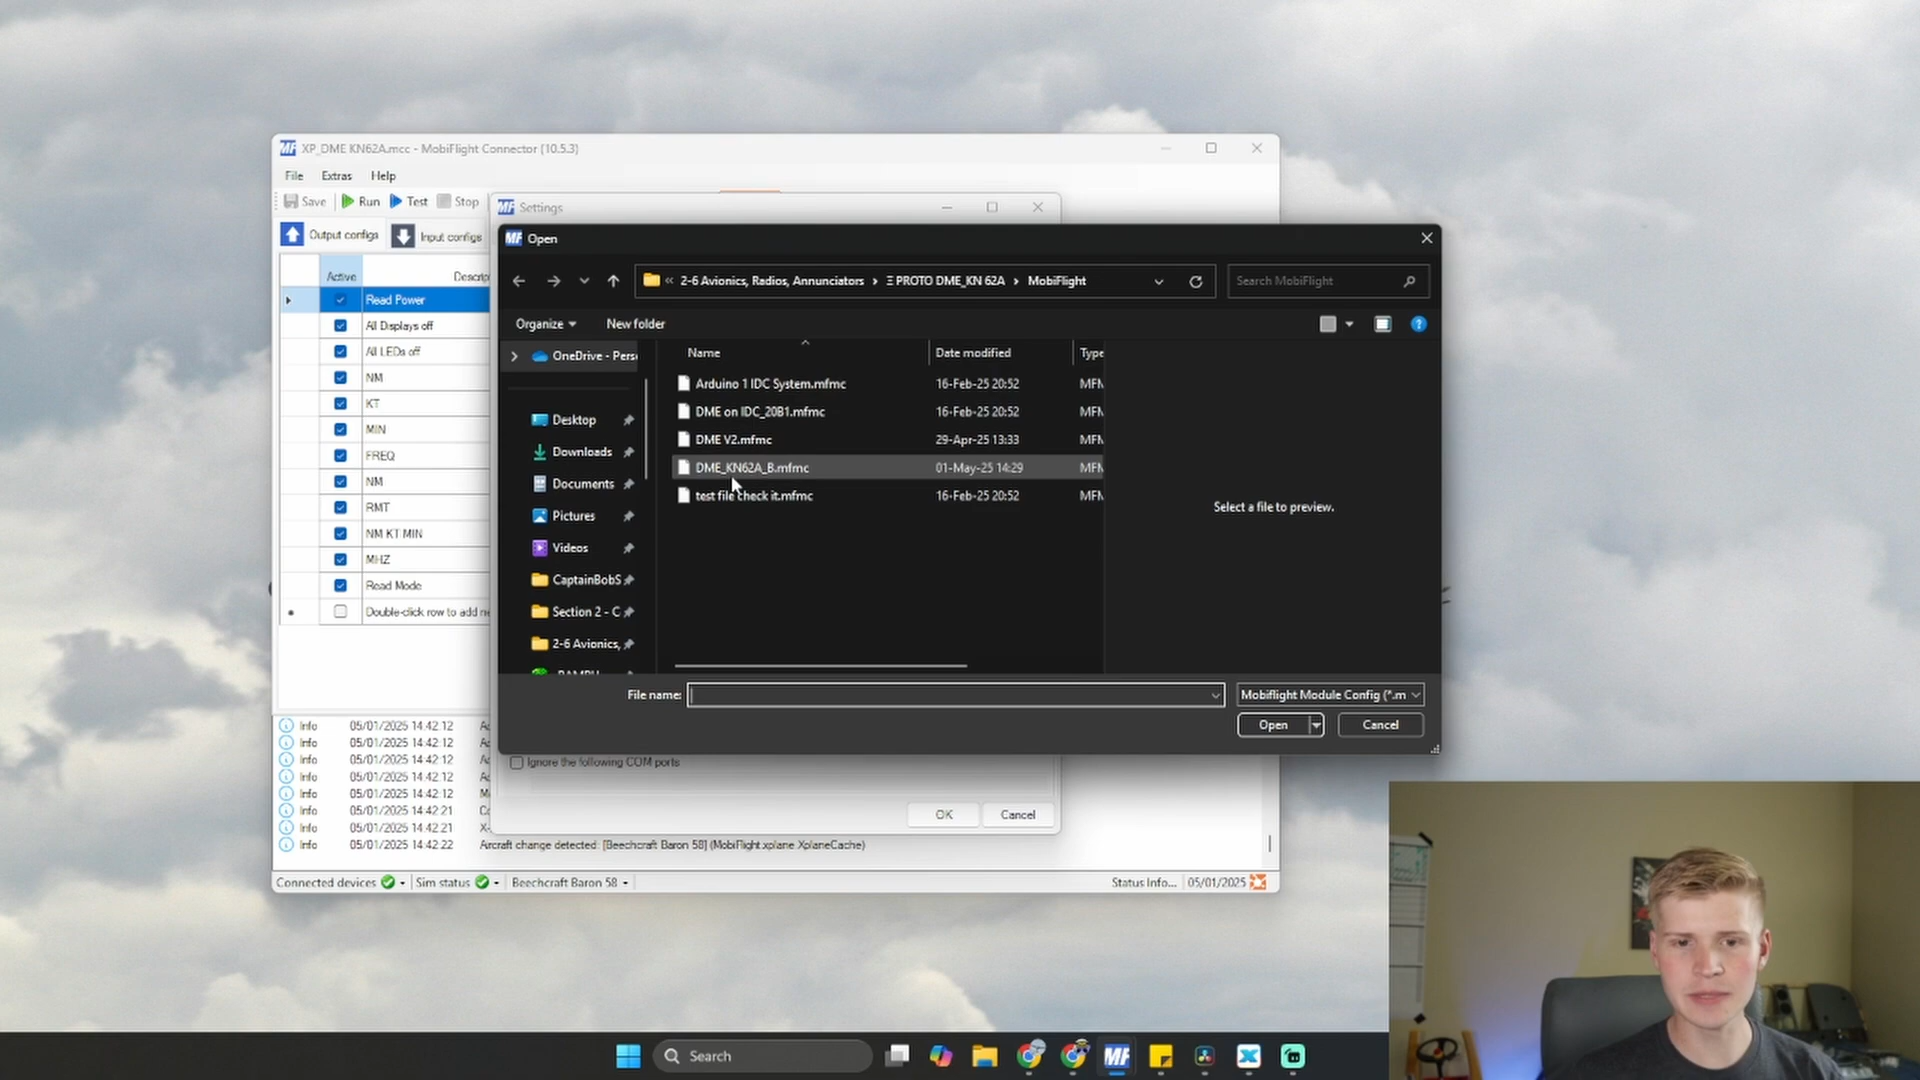 XP_DME KN62A.mcc - MobiFlight Connector (10.5.3)
File Extras Help
Save Run Test Stop
Output configs Input configs
Active
Read Power
All Displays off
All LEDs off
NM
KT
MIN
FREQ
NM
RMT
NM KT MIN
MHZ
Read Mode
Double-click row to add
Settings
Open
« 2-6 Avionics, Radios, Annunciators > Ξ PROTO DME_KN 62A > MobiFlight
Search MobiFlight
Organize New folder
Name Date modified Type
Arduino 1 IDC System.mfmc 16-Feb-25 20:52
DME on IDC_20B1.mfmc 16-Feb-25 20:52
DME V2.mfmc 29-Apr-25 13:33
DME_KN62A_B.mfmc 01-May-25 14:29
test file check it.mfmc 16-Feb-25 20:52
OneDrive - Pers
Desktop
Downloads
Documents
Pictures
Videos
CaptainBobS
Section 2 - C
2-6 Avionics,
Select a file to preview.
File name: Mobiflight Module Config (*.m
Open Cancel
Ignore the following COM ports
OK Cancel
Info 05/01/2025 14:42:12
Info 05/01/2025 14:42:12
Info 05/01/2025 14:42:12
Info 05/01/2025 14:42:12
Info 05/01/2025 14:42:12
Info 05/01/2025 14:42:21
Info 05/01/2025 14:42:21
Info 05/01/2025 14:42:22 Aircraft change detected: [Beechcraft Baron 58] (MobiFlight.xplane.XplaneCache)
Connected devices Sim status Beechcraft Baron 58 Status Info... 05/01/2025
Search
MF